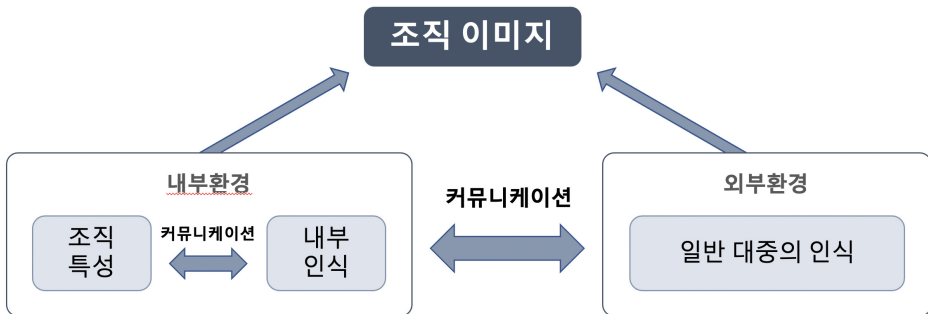 조직 이미지
내부환경
조직
특성
커뮤니케이션
내부
인식
커뮤니케이션
외부환경
일반 대중의 인식